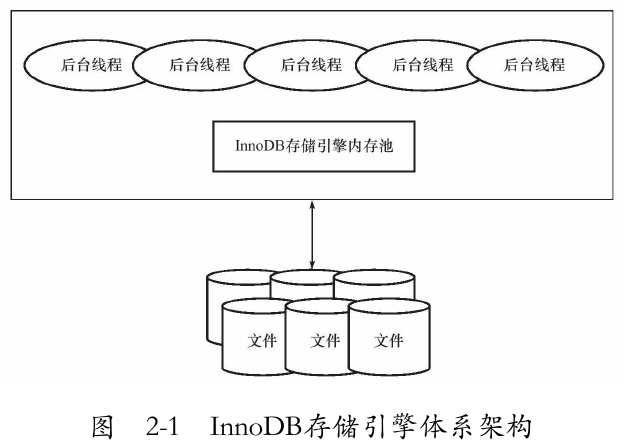 后台线程 后台线程 后台线程 后台线程 后台线程
InnoDB存储引擎内存池
文件 文件 文件
图 2-1 InnoDB存储引擎体系架构